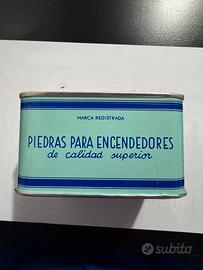 MARCA REGISTRADA
PIEDRAS PARA ENCENDEDORES
de calidad superior
subito